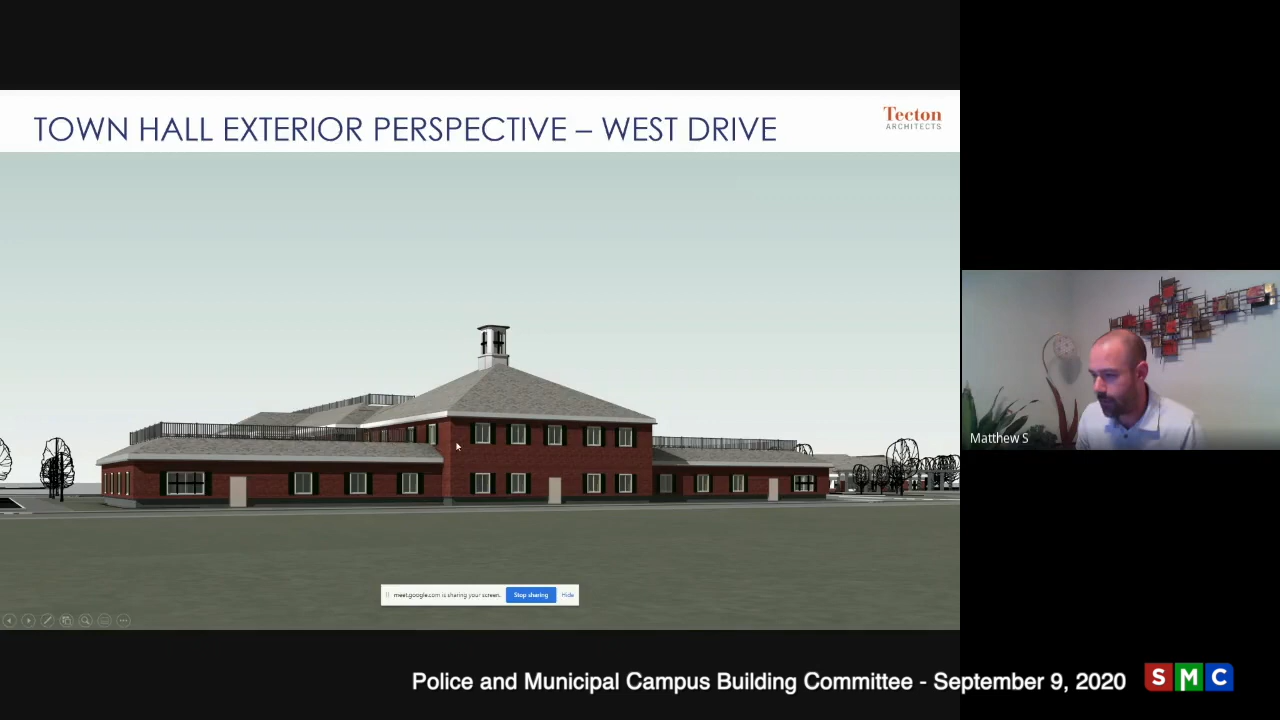 TOWN HALL EXTERIOR PERSPECTIVE – WEST DRIVE
Tecton
ARCHITECTS
Matthew S
meet.google.com is sharing your screen.
Stop sharing
Hide
Police and Municipal Campus Building Committee - September 9, 2020
SMC